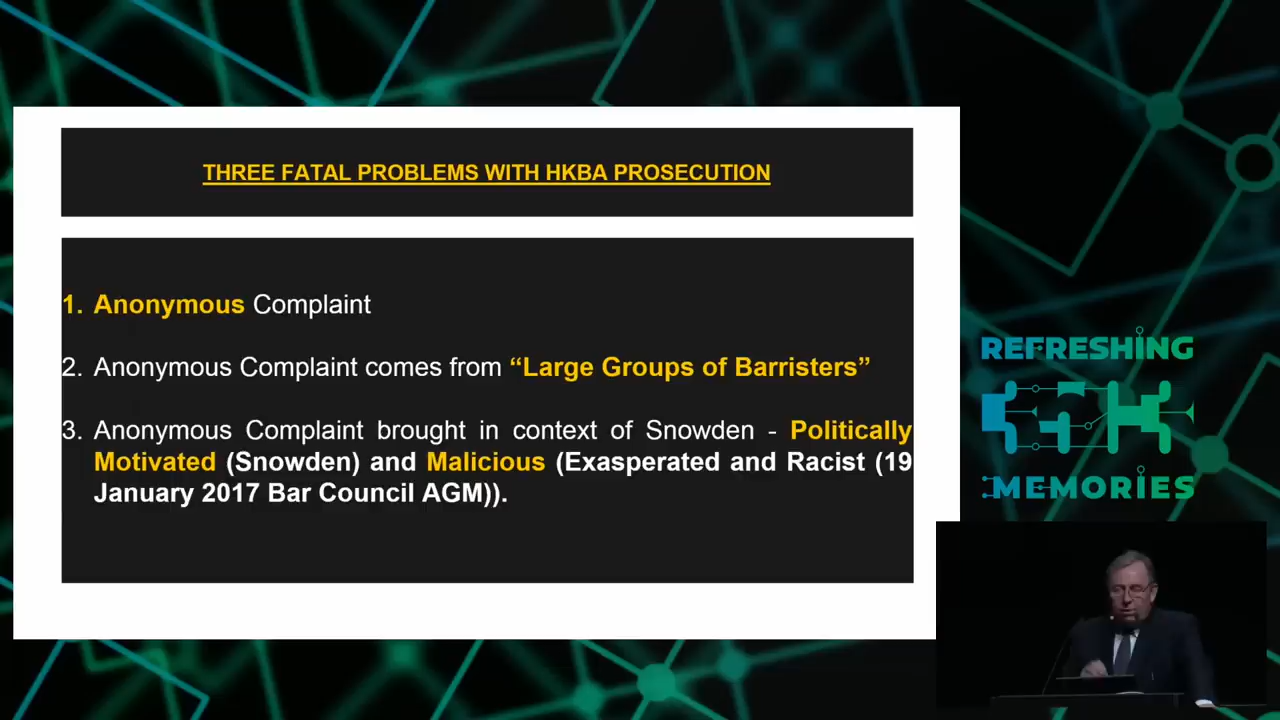 THREE FATAL PROBLEMS WITH HKBA PROSECUTION
1. Anonymous Complaint
2. Anonymous Complaint comes from “Large Groups of Barristers”
3. Anonymous Complaint brought in context of Snowden - Politically
Motivated (Snowden) and Malicious (Exasperated and Racist (19
January 2017 Bar Council AGM)).
REFRESHING
MEMORIES